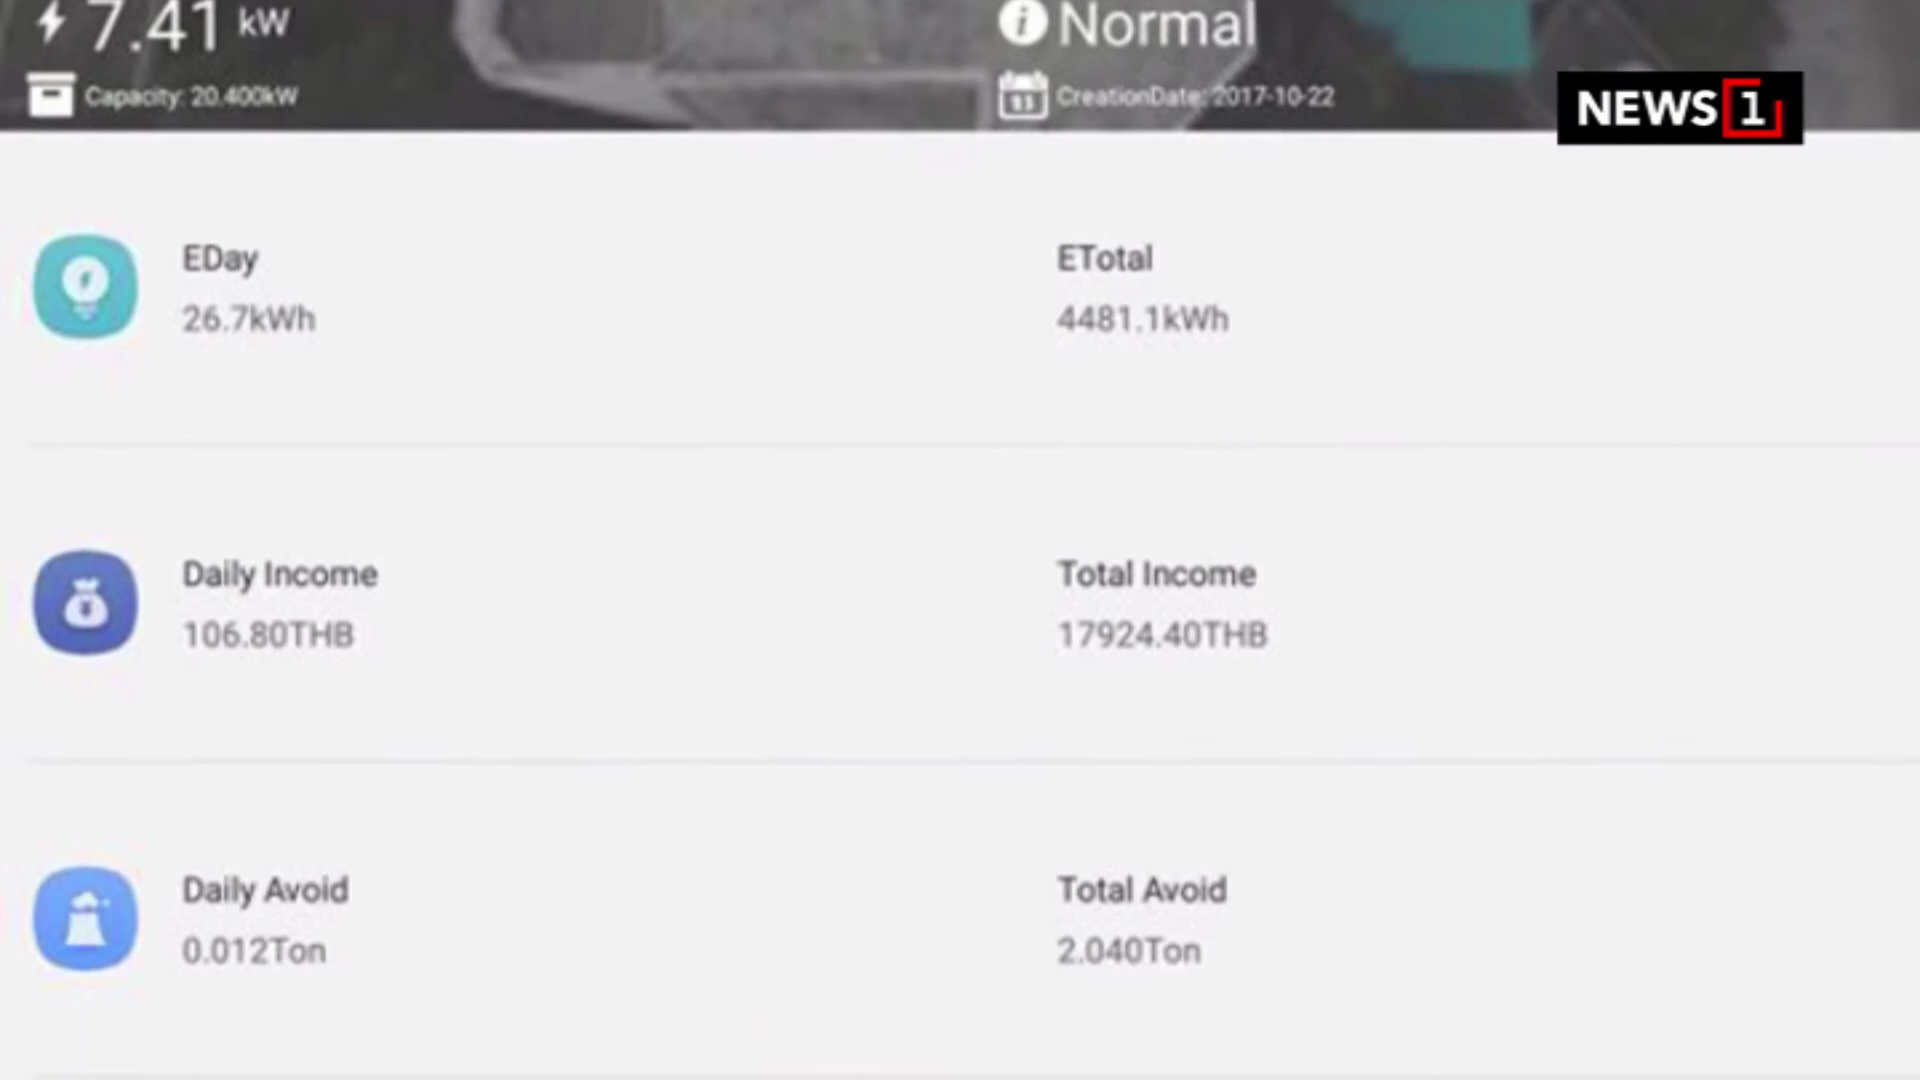 7.41 kW
Normal
Capacity: 20.400kW
CreationDate: 2017-10-22
NEWS 1
EDay
ETotal
26.7kWh
4481.1kWh
Daily Income
Total Income
106.80THB
17924.40THB
Daily Avoid
Total Avoid
0.012Ton
2.040Ton